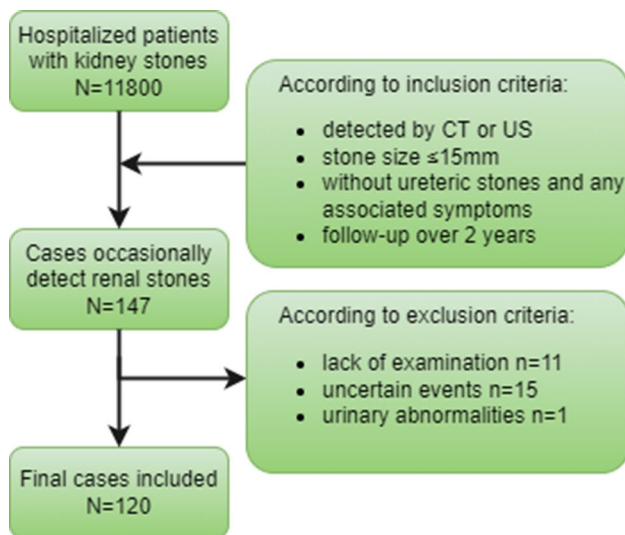 Hospitalized patients
with kidney stones
N=11800
According to inclusion criteria:
• detected by CT or US
• stone size ≤15mm
• without ureteric stones and any
associated symptoms
• follow-up over 2 years
Cases occasionally
detect renal stones
N=147
According to exclusion criteria:
• lack of examination n=11
• uncertain events n=15
• urinary abnormalities n=1
Final cases included
N=120